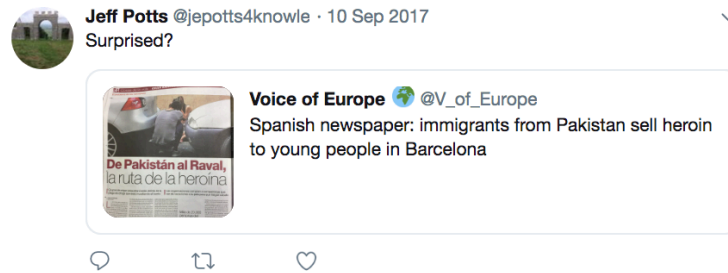 Jeff Potts @jepotts4knowle · 10 Sep 2017
Surprised?
Voice of Europe @V_of_Europe
Spanish newspaper: immigrants from Pakistan sell heroin
to young people in Barcelona
De Pakistán al Raval,
la ruta de la heroína